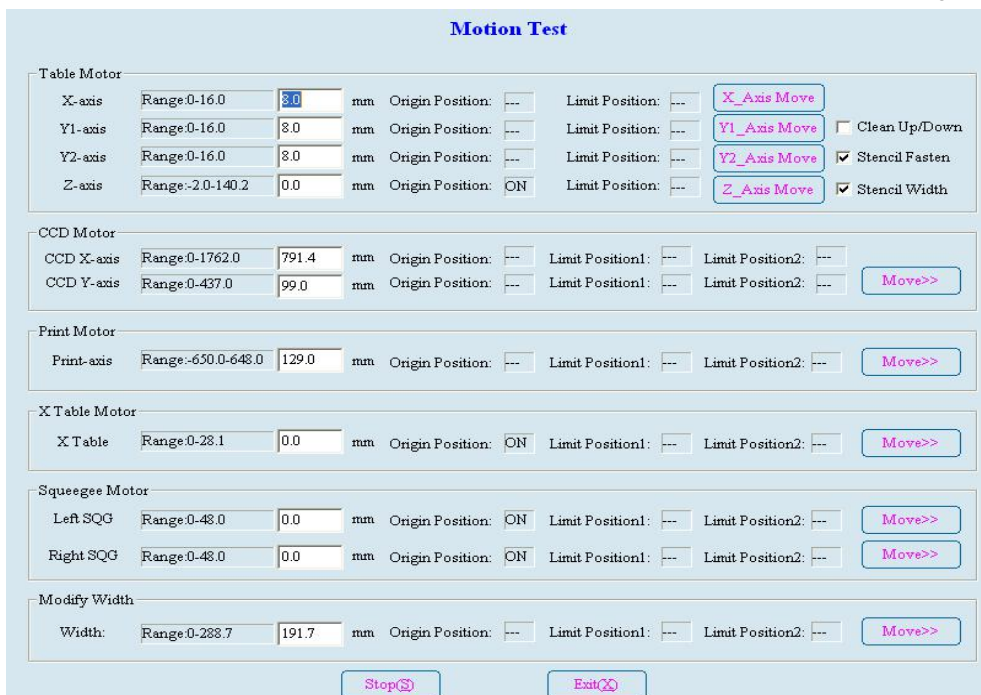 Motion Test
Table Motor
X-axis Range:0-16.0 8.0 mm Origin Position: --- Limit Position: --- X_Axis Move
Y1-axis Range:0-16.0 8.0 mm Origin Position: --- Limit Position: --- Y1_Axis Move Clean Up/Down
Y2-axis Range:0-16.0 8.0 mm Origin Position: --- Limit Position: --- Y2_Axis Move Stencil Fasten
Z-axis Range:-2.0-140.2 0.0 mm Origin Position: ON Limit Position: --- Z_Axis Move Stencil Width
CCD Motor
CCD X-axis Range:0-1762.0 791.4 mm Origin Position: --- Limit Position1: --- Limit Position2: ---
CCD Y-axis Range:0-437.0 99.0 mm Origin Position: --- Limit Position1: --- Limit Position2: --- Move>>
Print Motor
Print-axis Range:-650.0-648.0 129.0 mm Origin Position: --- Limit Position1: --- Limit Position2: --- Move>>
X Table Motor
X Table Range:0-28.1 0.0 mm Origin Position: ON Limit Position1: --- Limit Position2: --- Move>>
Squeegee Motor
Left SQG Range:0-48.0 0.0 mm Origin Position: ON Limit Position1: --- Limit Position2: --- Move>>
Right SQG Range:0-48.0 0.0 mm Origin Position: ON Limit Position1: --- Limit Position2: --- Move>>
Modify Width
Width: Range:0-288.7 191.7 mm Origin Position: --- Limit Position1: --- Limit Position2: --- Move>>
Stop(S) Exit(X)